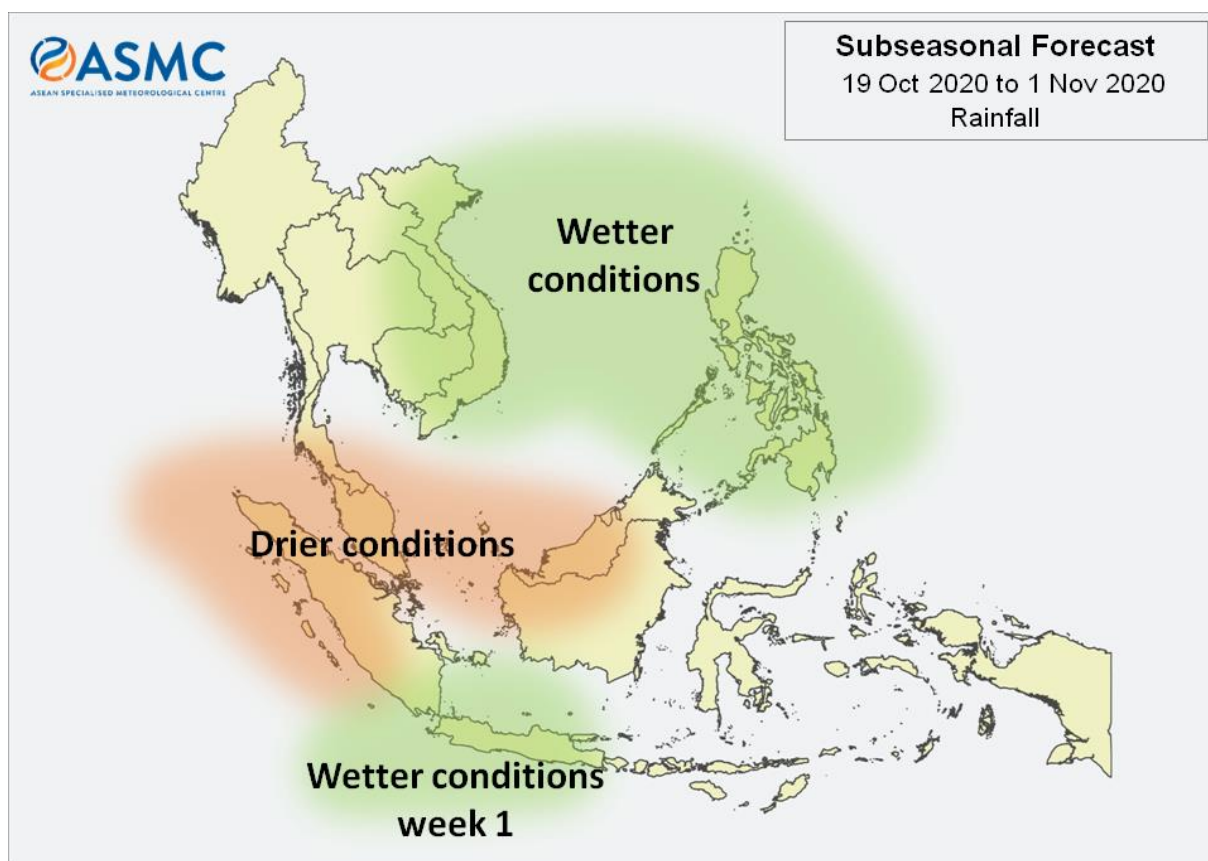 ASMC
ASEAN SPECIALISED METEOROLOGICAL CENTRE
Subseasonal Forecast
19 Oct 2020 to 1 Nov 2020
Rainfall
Wetter
conditions
Drier conditions
Wetter conditions
week 1